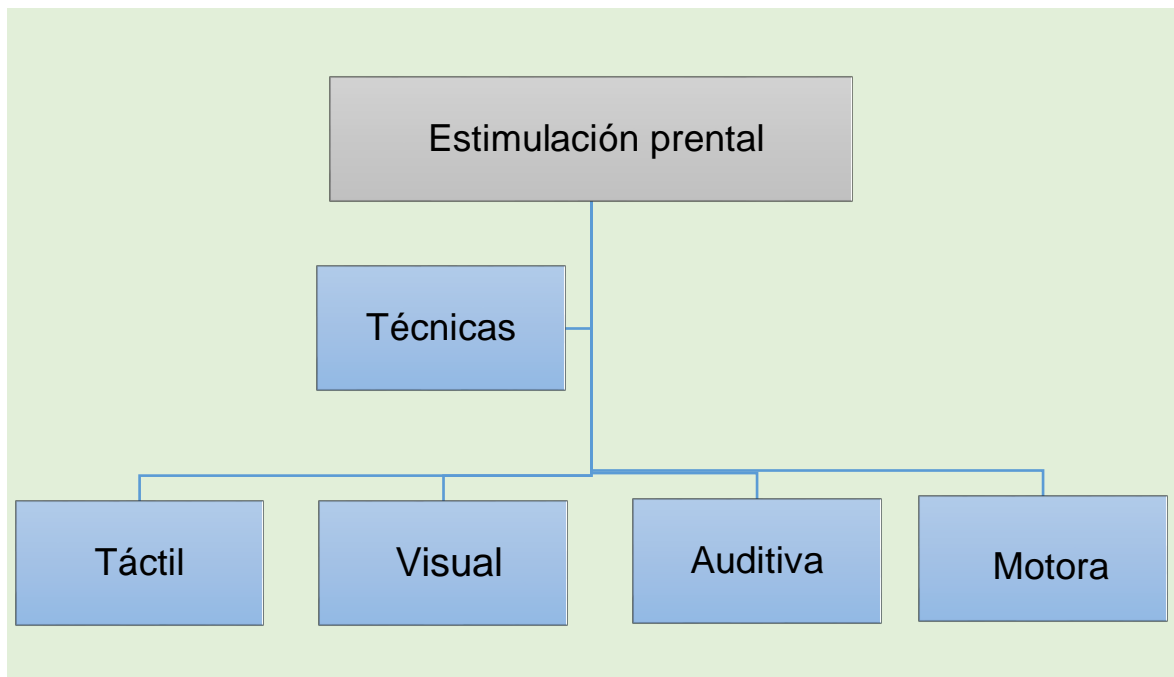 Estimulación prental
Técnicas
Táctil
Visual
Auditiva
Motora